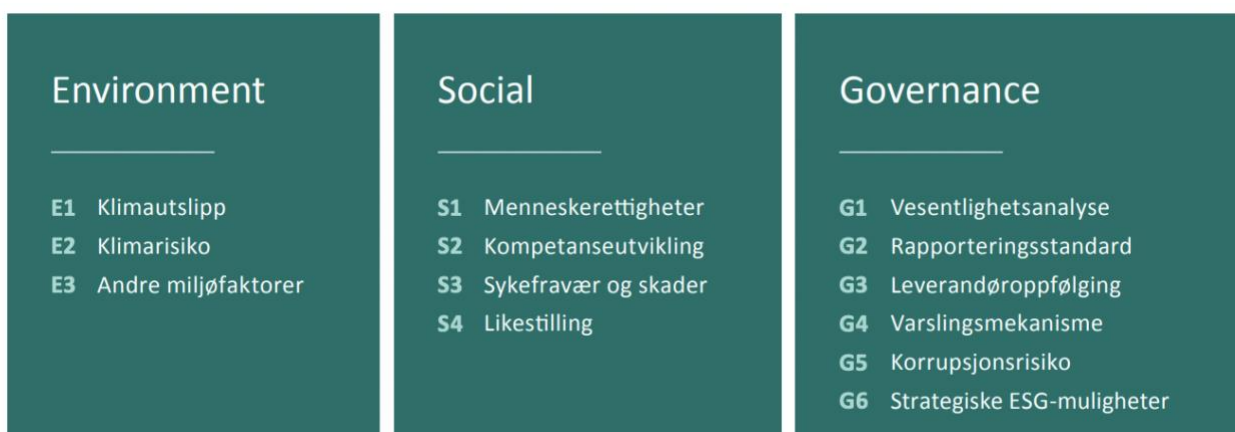 Environment
E1 Klimautslipp
E2 Klimarisiko
E3 Andre miljøfaktorer
Social
S1 Menneskerettigheter
S2 Kompetanseutvikling
S3 Sykefravær og skader
S4 Likestilling
Governance
G1 Vesentlighetsanalyse
G2 Rapporteringsstandard
G3 Leverandøroppfølging
G4 Varslingsmekanisme
G5 Korrupsjonsrisiko
G6 Strategiske ESG-muligheter